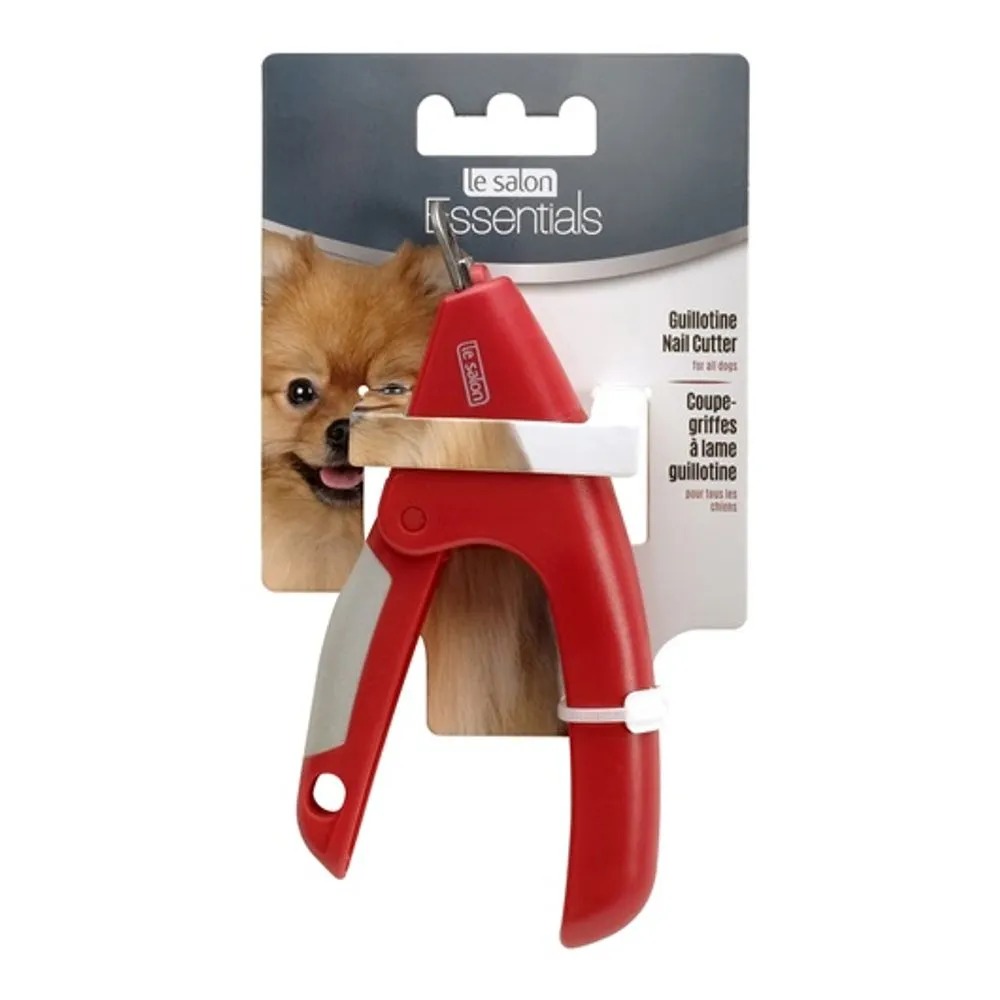 le salon
Essentials
le salon
Guillotine
Nail Cutter
for all dogs
Coupe-
griffes
à lame
guillotine
pour tous les
chiens